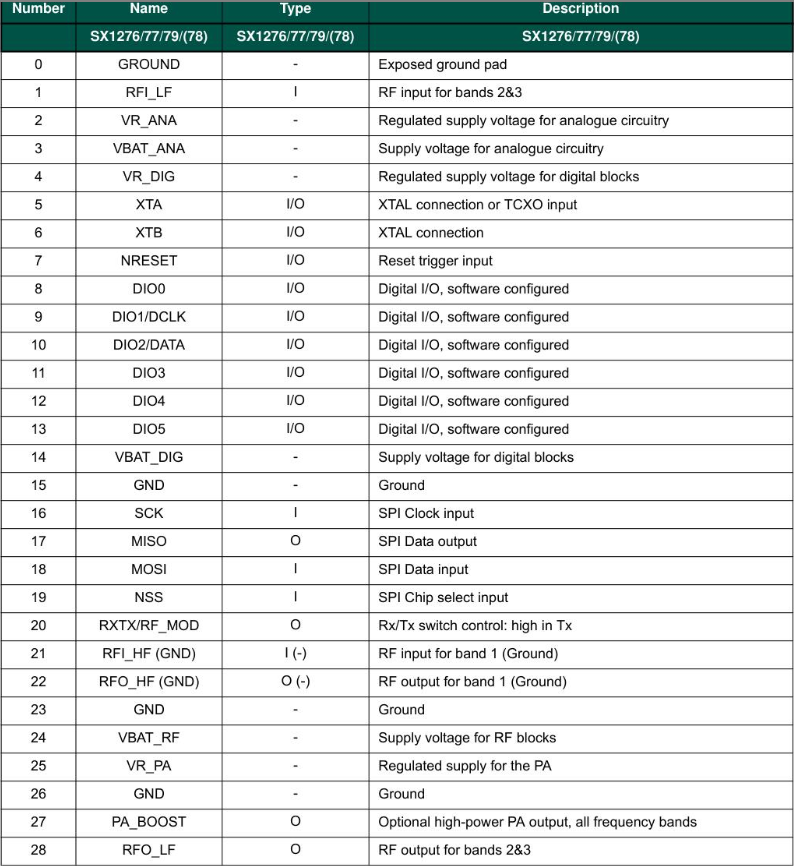 Number Name Type Description
SX1276/77/79/(78) SX1276/77/79/(78) SX1276/77/79/(78)
0 GROUND - Exposed ground pad
1 RFI_LF I RF input for bands 2&3
2 VR_ANA - Regulated supply voltage for analogue circuitry
3 VBAT_ANA - Supply voltage for analogue circuitry
4 VR_DIG - Regulated supply voltage for digital blocks
5 XTA I/O XTAL connection or TCXO input
6 XTB I/O XTAL connection
7 NRESET I/O Reset trigger input
8 DIO0 I/O Digital I/O, software configured
9 DIO1/DCLK I/O Digital I/O, software configured
10 DIO2/DATA I/O Digital I/O, software configured
11 DIO3 I/O Digital I/O, software configured
12 DIO4 I/O Digital I/O, software configured
13 DIO5 I/O Digital I/O, software configured
14 VBAT_DIG - Supply voltage for digital blocks
15 GND - Ground
16 SCK I SPI Clock input
17 MISO O SPI Data output
18 MOSI I SPI Data input
19 NSS I SPI Chip select input
20 RXTX/RF_MOD O Rx/Tx switch control: high in Tx
21 RFI_HF (GND) I (-) RF input for band 1 (Ground)
22 RFO_HF (GND) O (-) RF output for band 1 (Ground)
23 GND - Ground
24 VBAT_RF - Supply voltage for RF blocks
25 VR_PA - Regulated supply for the PA
26 GND - Ground
27 PA_BOOST O Optional high-power PA output, all frequency bands
28 RFO_LF O RF output for bands 2&3